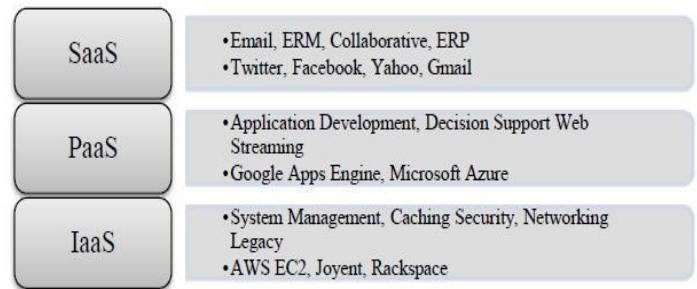 SaaS
•Email, ERM, Collaborative, ERP
•Twitter, Facebook, Yahoo, Gmail
PaaS
•Application Development, Decision Support Web
Streaming
•Google Apps Engine, Microsoft Azure
IaaS
•System Management, Caching Security, Networking
Legacy
•AWS EC2, Joyent, Rackspace